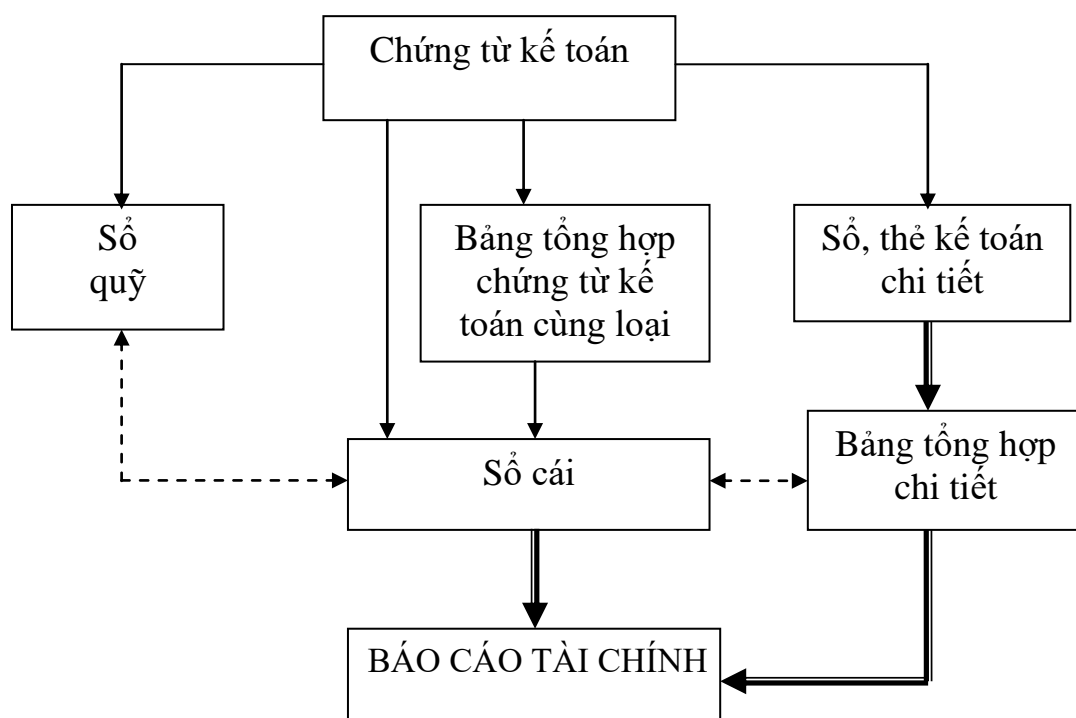 Chứng từ kế toán
Sổ
quỹ
Bảng tổng hợp
chứng từ kế
toán cùng loại
Sổ, thẻ kế toán
chi tiết
Sổ cái
Bảng tổng hợp
chi tiết
BÁO CÁO TÀI CHÍNH